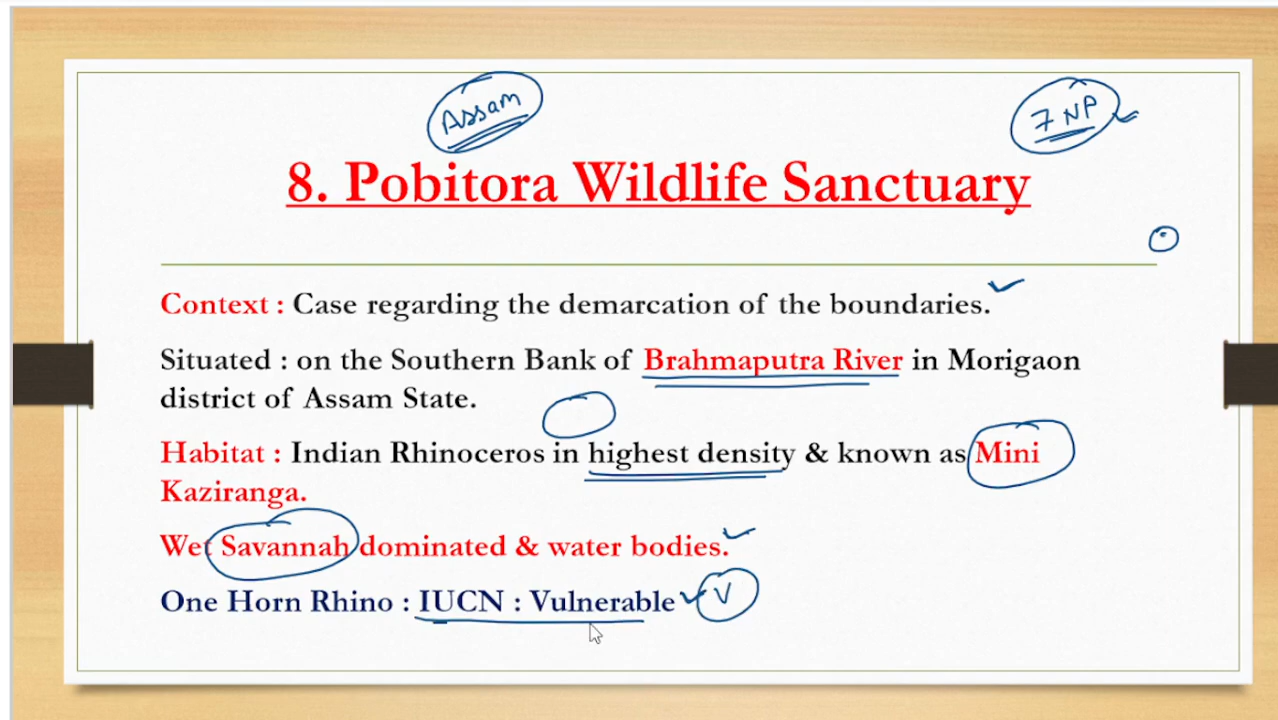 Assam
7 NP
8. Pobitora Wildlife Sanctuary
Context : Case regarding the demarcation of the boundaries.
Situated : on the Southern Bank of Brahmaputra River in Morigaon
district of Assam State.
Habitat : Indian Rhinoceros in highest density & known as Mini
Kaziranga.
Wet Savannah dominated & water bodies.
One Horn Rhino : IUCN : Vulnerable V